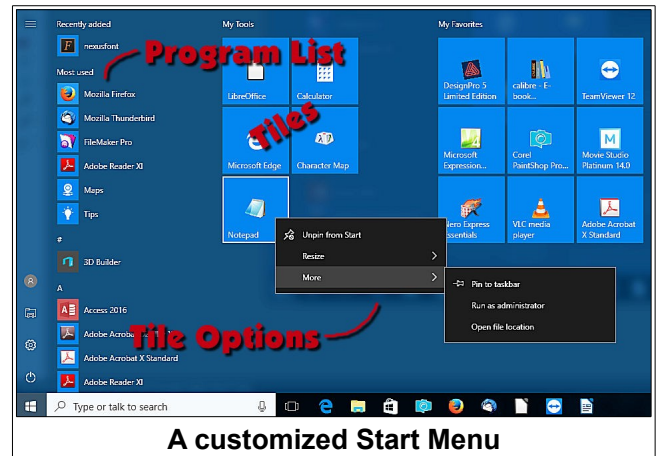 Recently added
My Tools
My Favorites
nexusfont
Program List
Most used
Mozilla Firefox
LibreOffice
Calculator
DesignPro 5
Limited Edition
calibre - E-
book...
TeamViewer 12
Mozilla Thunderbird
Tiles
FileMaker Pro
Adobe Reader XI
Microsoft Edge
Character Map
Microsoft
Expression...
Corel
PaintShop Pro...
Movie Studio
Platinum 14.0
Maps
Tips
Notepad
Nero Express
Essentials
VLC media
player
Adobe Acrobat
X Standard
Unpin from Start
Resize
More
#
3D Builder
Pin to taskbar
Run as administrator
Open file location
A
Access 2016
Tile Options
Adobe Acrobat
Adobe Acrobat X Standard
Adobe Reader XI
Type or talk to search
A customized Start Menu